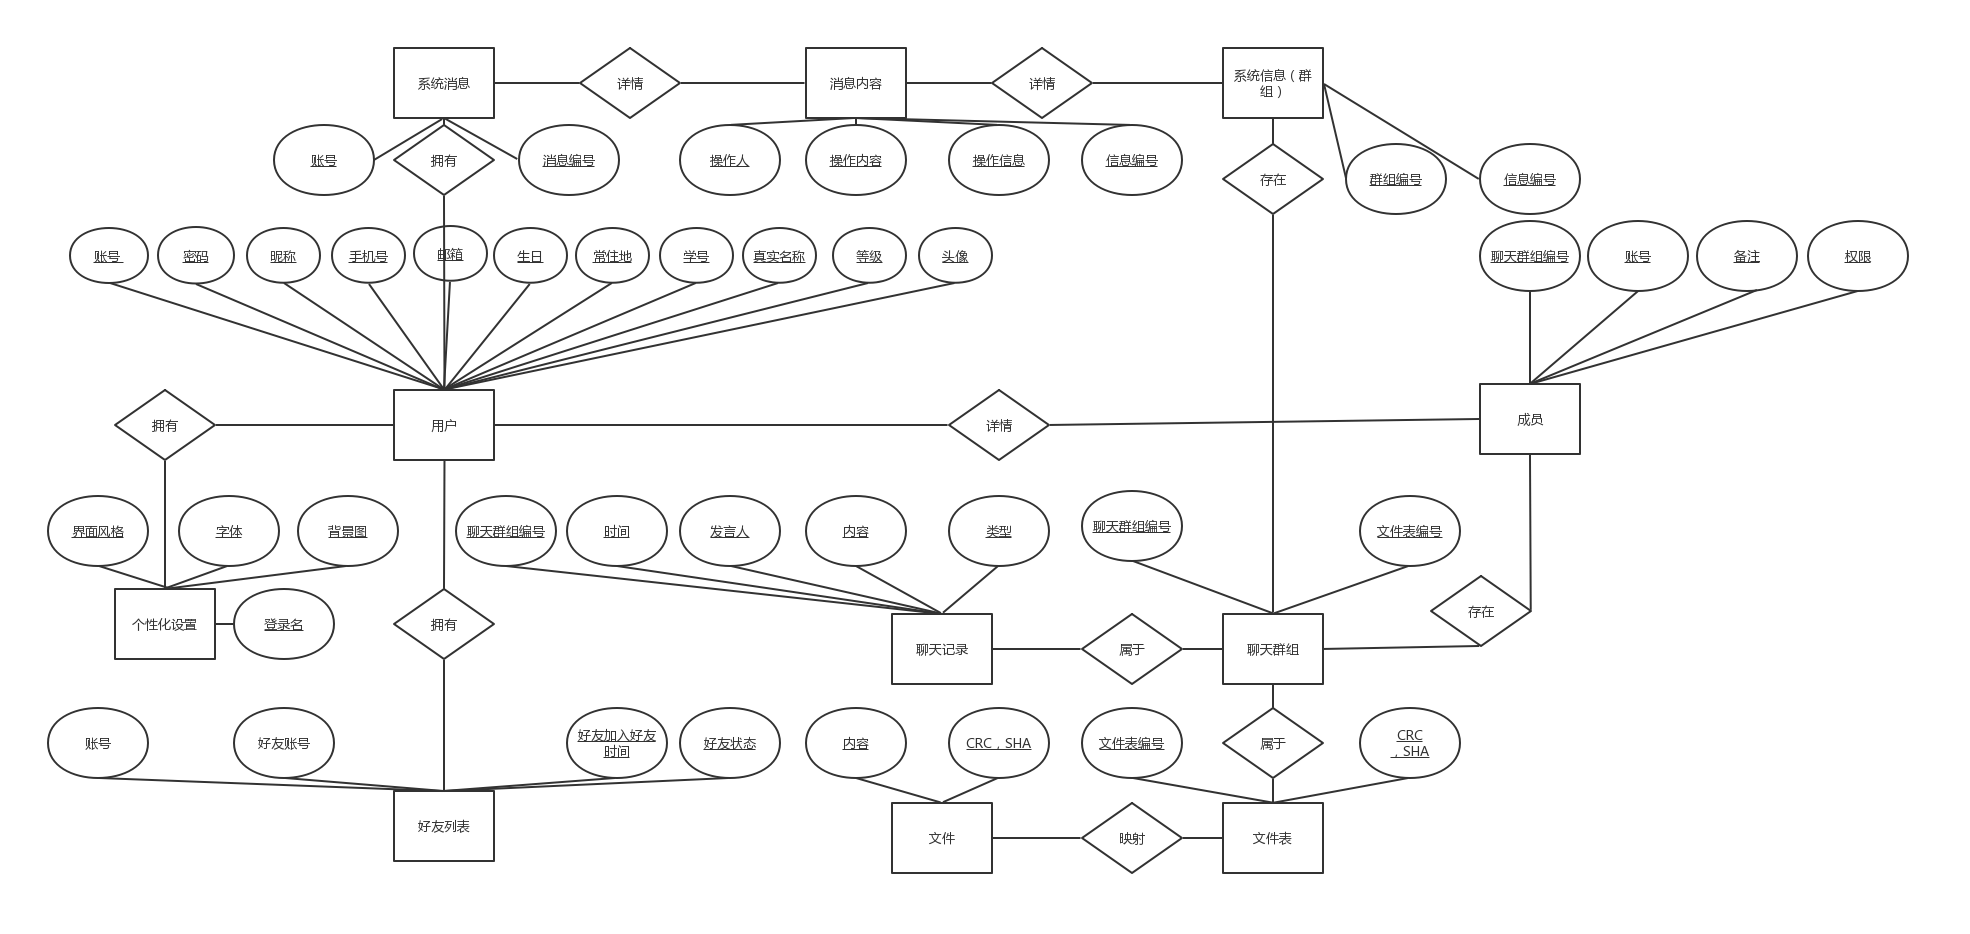 系统消息
详情
消息内容
详情
系统信息（群
组）
账号
拥有
消息编号
操作人
操作内容
操作信息
信息编号
存在
群组编号
信息编号
账号
密码
昵称
手机号
邮箱
生日
常住地
学号
真实名称
等级
头像
聊天群组编号
账号
备注
权限
拥有
用户
详情
成员
界面风格
字体
背景图
聊天群组编号
时间
发言人
内容
类型
聊天群组编号
文件表编号
个性化设置
登录名
拥有
聊天记录
属于
聊天群组
存在
账号
好友账号
好友加入好友
时间
好友状态
内容
CRC，SHA
文件表编号
属于
CRC
，SHA
好友列表
文件
映射
文件表